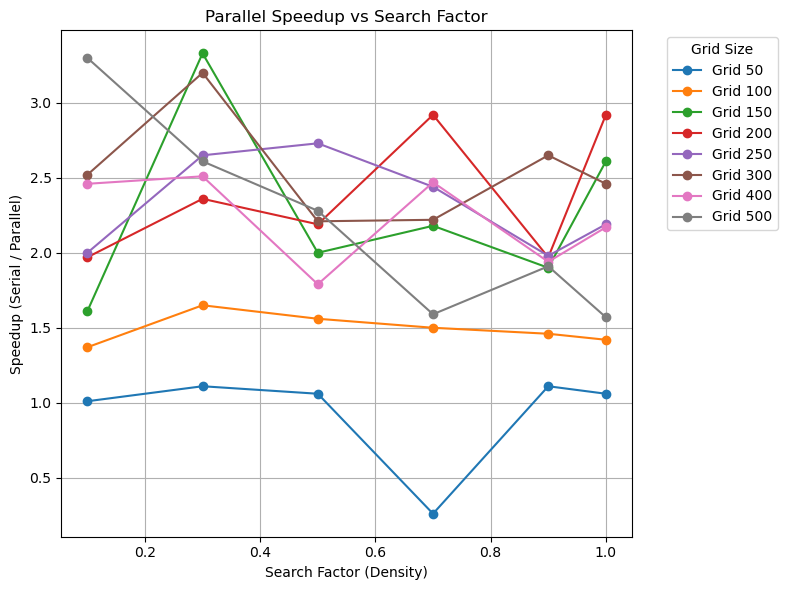 Parallel Speedup vs Search Factor
Speedup (Serial / Parallel)
3.0
2.5
2.0
1.5
1.0
0.5
0.2
0.4
0.6
0.8
1.0
Search Factor (Density)
Grid Size
Grid 50
Grid 100
Grid 150
Grid 200
Grid 250
Grid 300
Grid 400
Grid 500